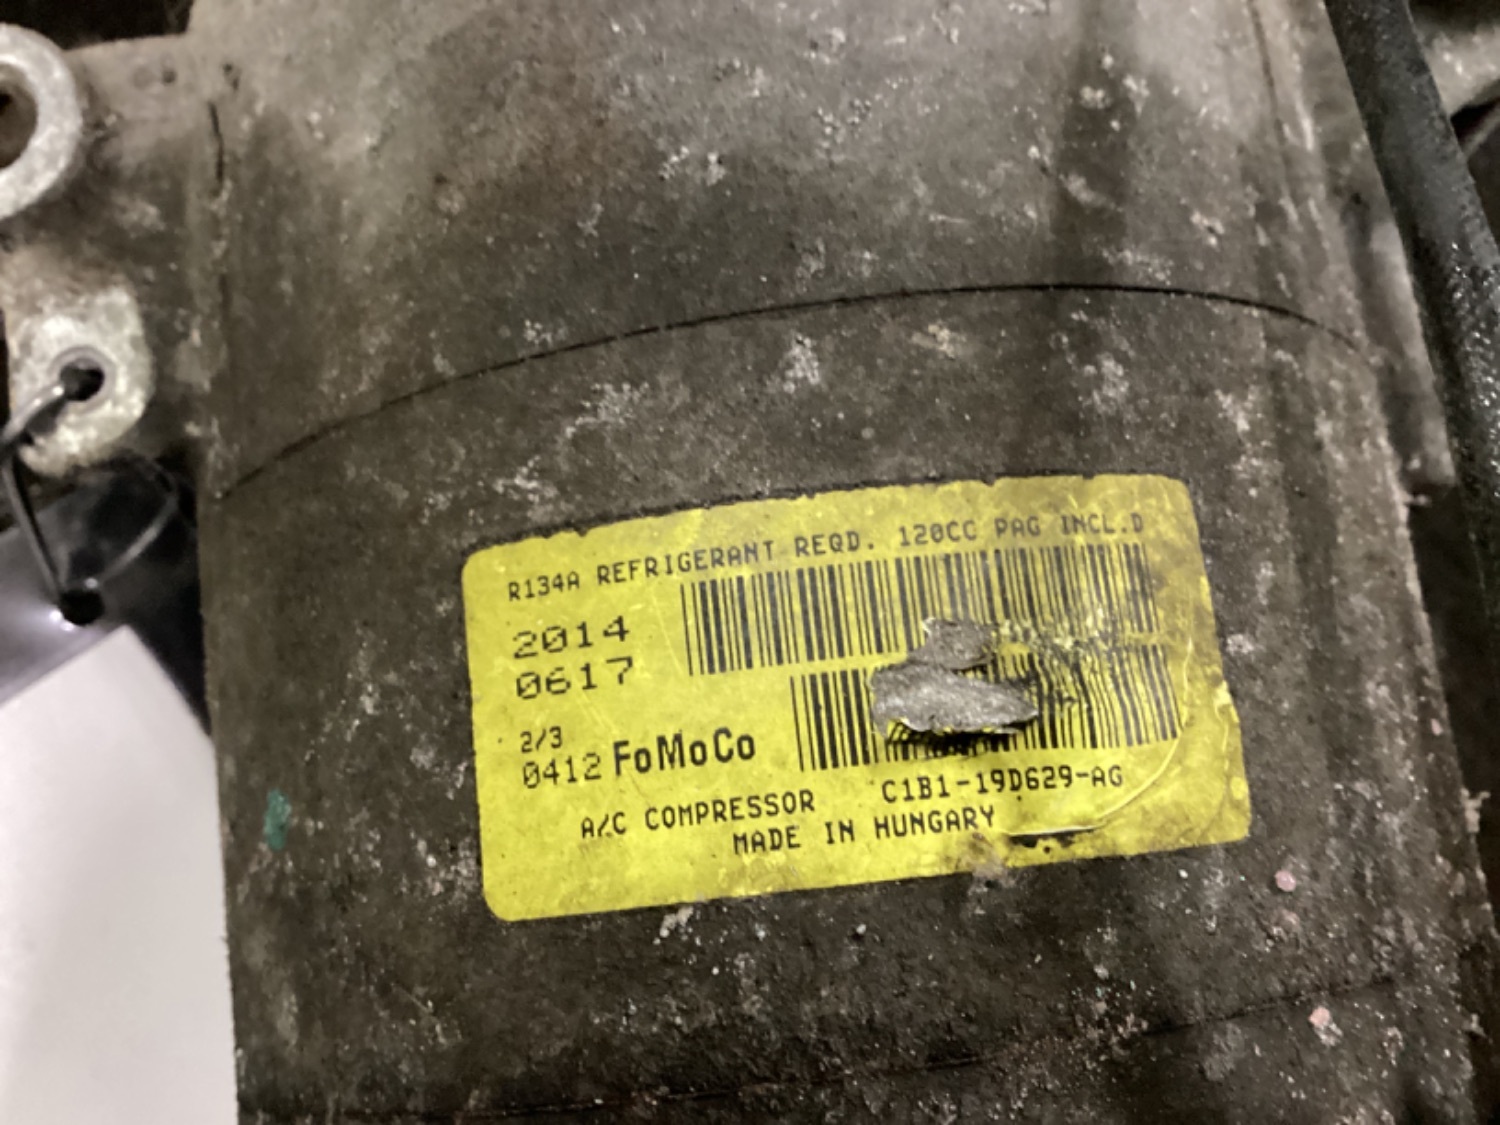 R134A REFRIGERANT REQD. 120CC PAG INCL.D
2014
0617
2/3
0412 FoMoCo
A/C COMPRESSOR C1B1-19D629-AG
MADE IN HUNGARY